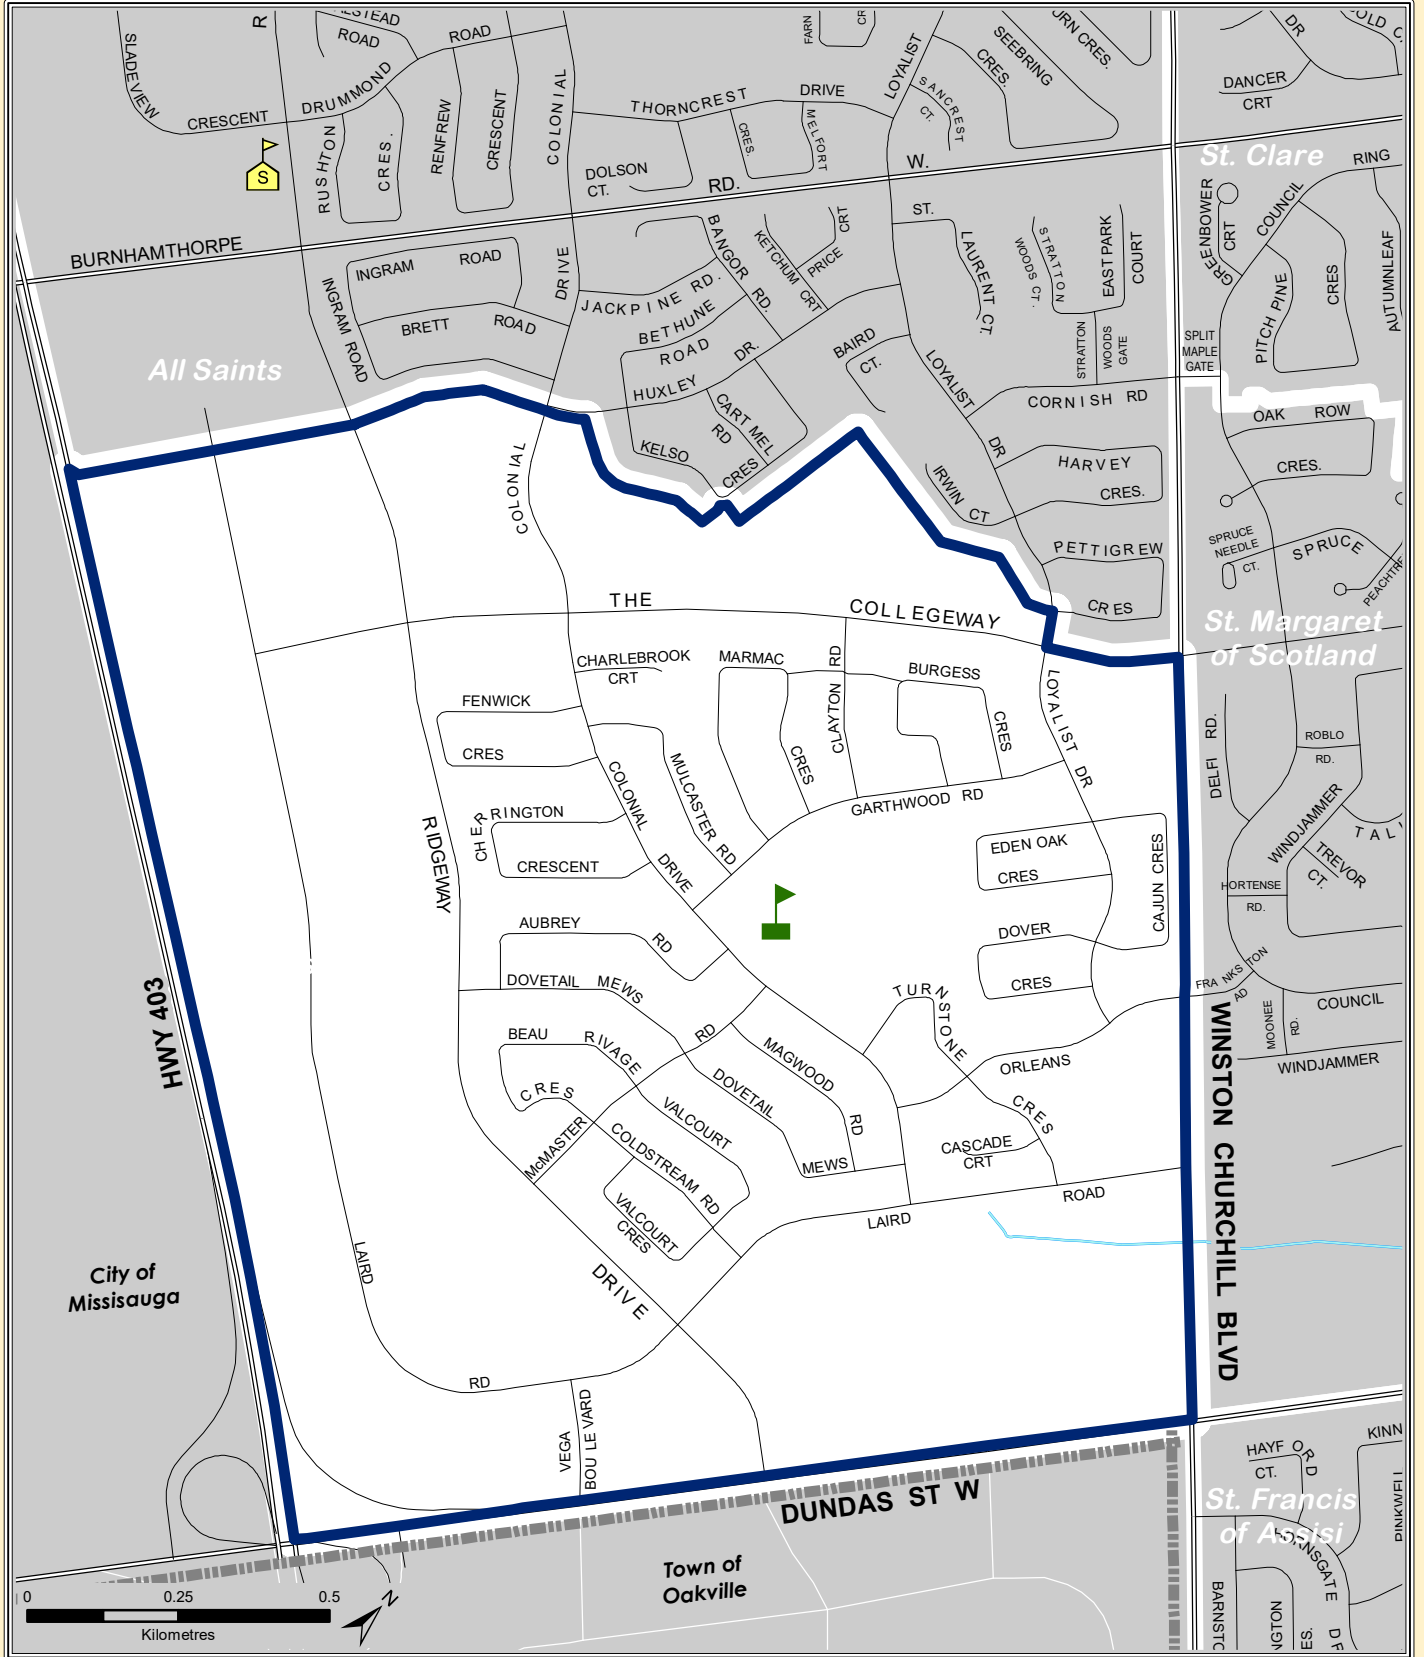 R
ROAD
ROAD
SLADEVIEW
CRESCENT
DRUMMOND
RUSHTON
CRES.
RENFREW
CRESCENT
COLONIAL
THORNCREST
DRIVE
CRES.
MELFORT
DOLSON
CT.
FARN
CR
LOYALIST
SANCREST
CT.
SEEBRING
CRES.
CRES.
DR
DANCER
CRT
S
BURNHAMTHORPE
RD.
W.
St. Clare
RING
COUNCIL
GREENBOWER
CRT
PITCH PINE
CRES
AUTUMNLEAF
SPLIT
MAPLE
GATE
INGRAM
ROAD
INGRAM ROAD
BRETT
ROAD
DRIVE
JACKPINE RD.
BANGOR
RD.
KETCHUM CRT
PRICE
CRT
BETHUNE
ROAD
HUXLEY
DR.
BAIRD
CT.
ST.
LAURENT CT.
STRATTON
WOODS CT.
EAST PARK
COURT
STRATTON
WOODS
GATE
All Saints
LOYALIST
DR
CORNISH RD
CART MEL
RD
KELSO
CRES
IRWIN
CT
HARVEY
CRES.
PETTIGREW
CRES
OAK ROW
CRES.
SPRUCE
NEEDLE
CT.
SPRUCE
St. Margaret
of Scotland
COLONIAL
THE
COLLEGEWAY
CHARLEBROOK
CRT
MARMAC
CRES
CLAYTON RD
BURGESS
CRES
LOYALIST DR
FENWICK
CRES
COLONIAL
DRIVE
MULCASTER RD
GARTHWOOD RD
CHERRINGTON
CRESCENT
RIDGEWAY
EDEN OAK
CRES
CAJUN CRES
DOVER
CRES
AUBREY
RD
DOVETAIL MEWS
BEAU
RIVAGE
CRES
RD
McMASTER
MAGWOOD
RD
DOVETAIL
MEWS
VALCOURT
COLDSTREAM RD
VALCOURT
CRES
TURNSTONE
CRES
ORLEANS
CASCADE
CRT
LAIRD
ROAD
DELFI RD.
ROBLO
RD.
WINDJAMMER
TREVOR
CT.
HORTENSE
RD.
FRANKSTON
MOONEE
RD.
COUNCIL
WINDJAMMER
HWY 403
WINSTON CHURCHILL BLVD
City of
Missisauga
LAIRD
RD
DRIVE
VEGA
BOULEVARD
DUNDAS ST W
Town of
Oakville
HAYFORD
CT.
St. Francis
of Assisi
0
0.25
0.5
Kilometres
N